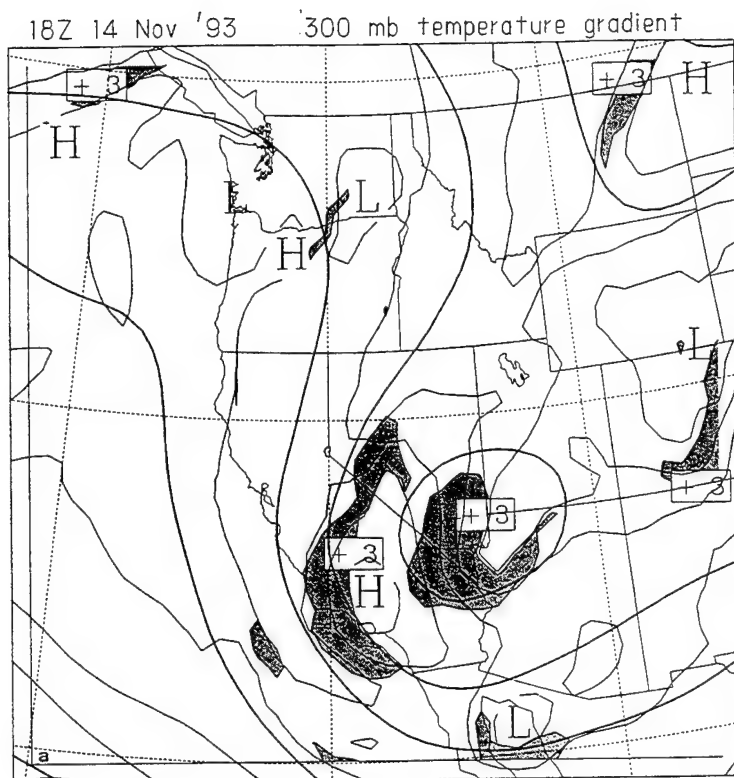 18Z 14 Nov '93 300 mb temperature gradient
+ 3 + 3 H
H
L L
H
L
+ 3
+ 3
+ 3
H
L
a